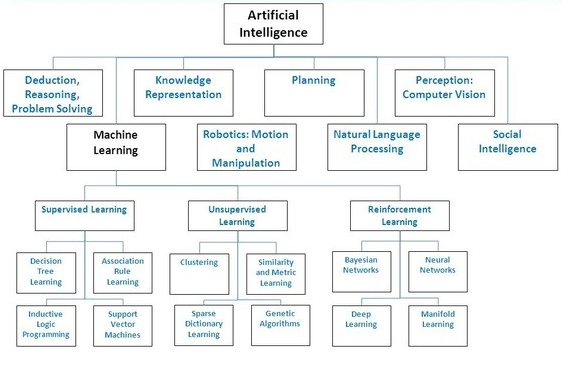 Artificial
Intelligence
Deduction,
Reasoning,
Problem Solving
Knowledge
Representation
Planning
Perception:
Computer Vision
Machine
Learning
Robotics: Motion
and
Manipulation
Natural Language
Processing
Social
Intelligence
Supervised Learning
Unsupervised
Learning
Reinforcement
Learning
Decision
Tree
Learning
Association
Rule
Learning
Clustering
Similarity
and Metric
Learning
Bayesian
Networks
Neural
Networks
Inductive
Logic
Programming
Support
Vector
Machines
Sparse
Dictionary
Learning
Genetic
Algorithms
Deep
Learning
Manifold
Learning